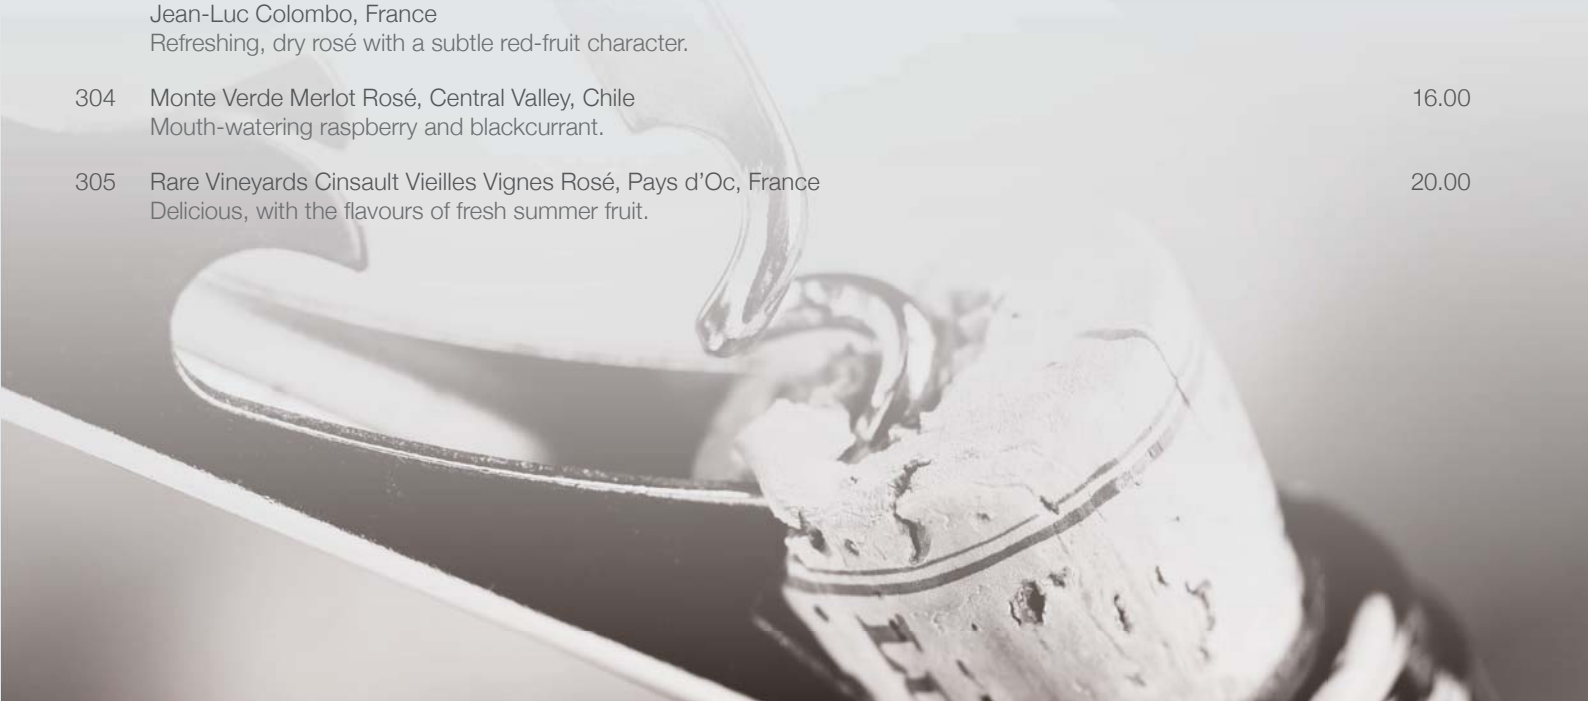 Jean-Luc Colombo, France
Refreshing, dry rosé with a subtle red-fruit character.
304 Monte Verde Merlot Rosé, Central Valley, Chile 16.00
Mouth-watering raspberry and blackcurrant.
305 Rare Vineyards Cinsault Vieilles Vignes Rosé, Pays d’Oc, France 20.00
Delicious, with the flavours of fresh summer fruit.